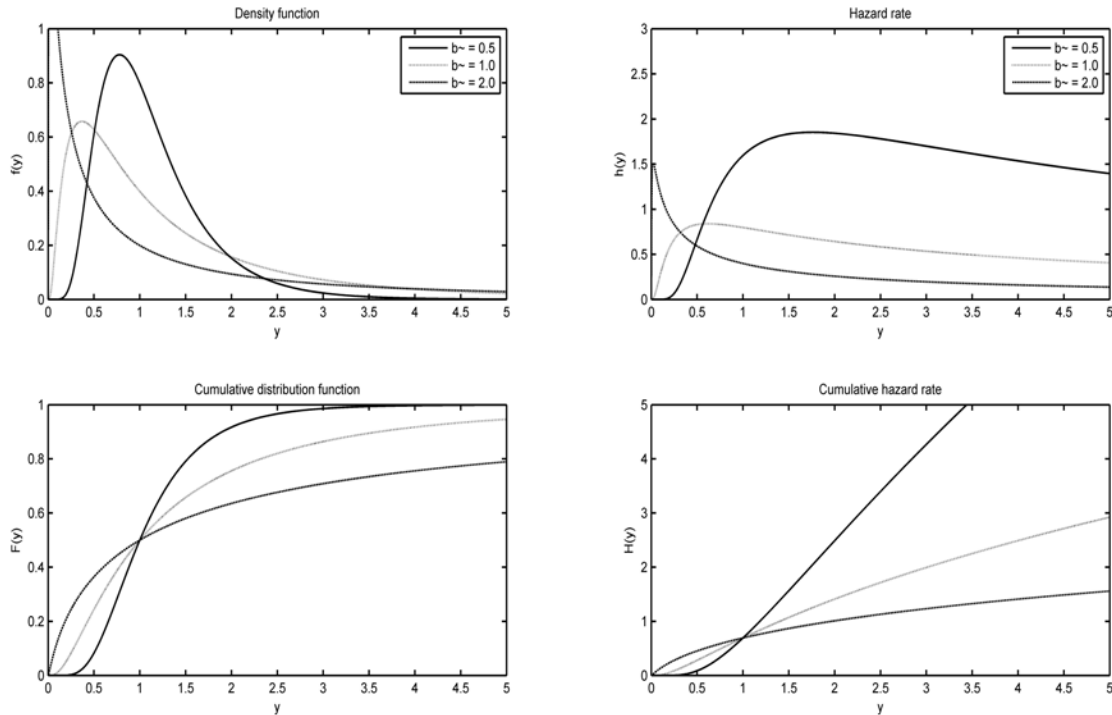 Density function
1
0.8
0.6
0.4
0.2
0
f(y)
0 0.5 1 1.5 2 2.5 3 3.5 4 4.5 5
y
b~ = 0.5
b~ = 1.0
b~ = 2.0
Hazard rate
3
2.5
2
1.5
1
0.5
0
h(y)
0 0.5 1 1.5 2 2.5 3 3.5 4 4.5 5
y
b~ = 0.5
b~ = 1.0
b~ = 2.0
Cumulative distribution function
1
0.8
0.6
0.4
0.2
0
F(y)
0 0.5 1 1.5 2 2.5 3 3.5 4 4.5 5
y
Cumulative hazard rate
5
4
3
2
1
0
H(y)
0 0.5 1 1.5 2 2.5 3 3.5 4 4.5 5
y